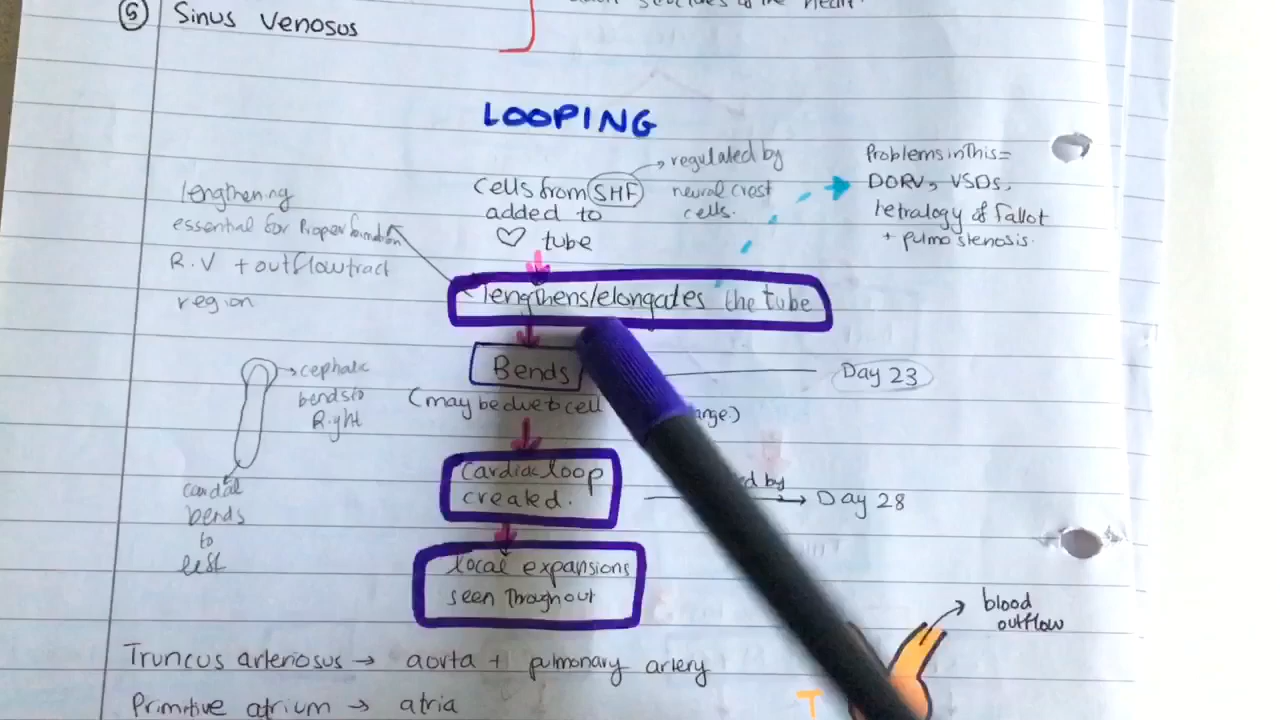 ⑤ Sinus Venosus
LOOPING
Cells from SHF
added to
♡ tube
regulated by
neural crest
cells.
Problems in this =
DORV, VSDs,
tetralogy of fallot
+ pulmo stenosis.
lengthening
essential for Proper formation
R.V + outflow tract
region
lengthens/elongates the tube
Bends
Day 23
(may be due to cell
ange.)
cephalic
bends to
Right
Cardiac loop
created.
ed by
Day 28
caudal
bends
to
left
local expansions
seen Throughout
blood
outflow
Truncus arteriosus → aorta + pulmonary artery
T
Primitive atrium → atria